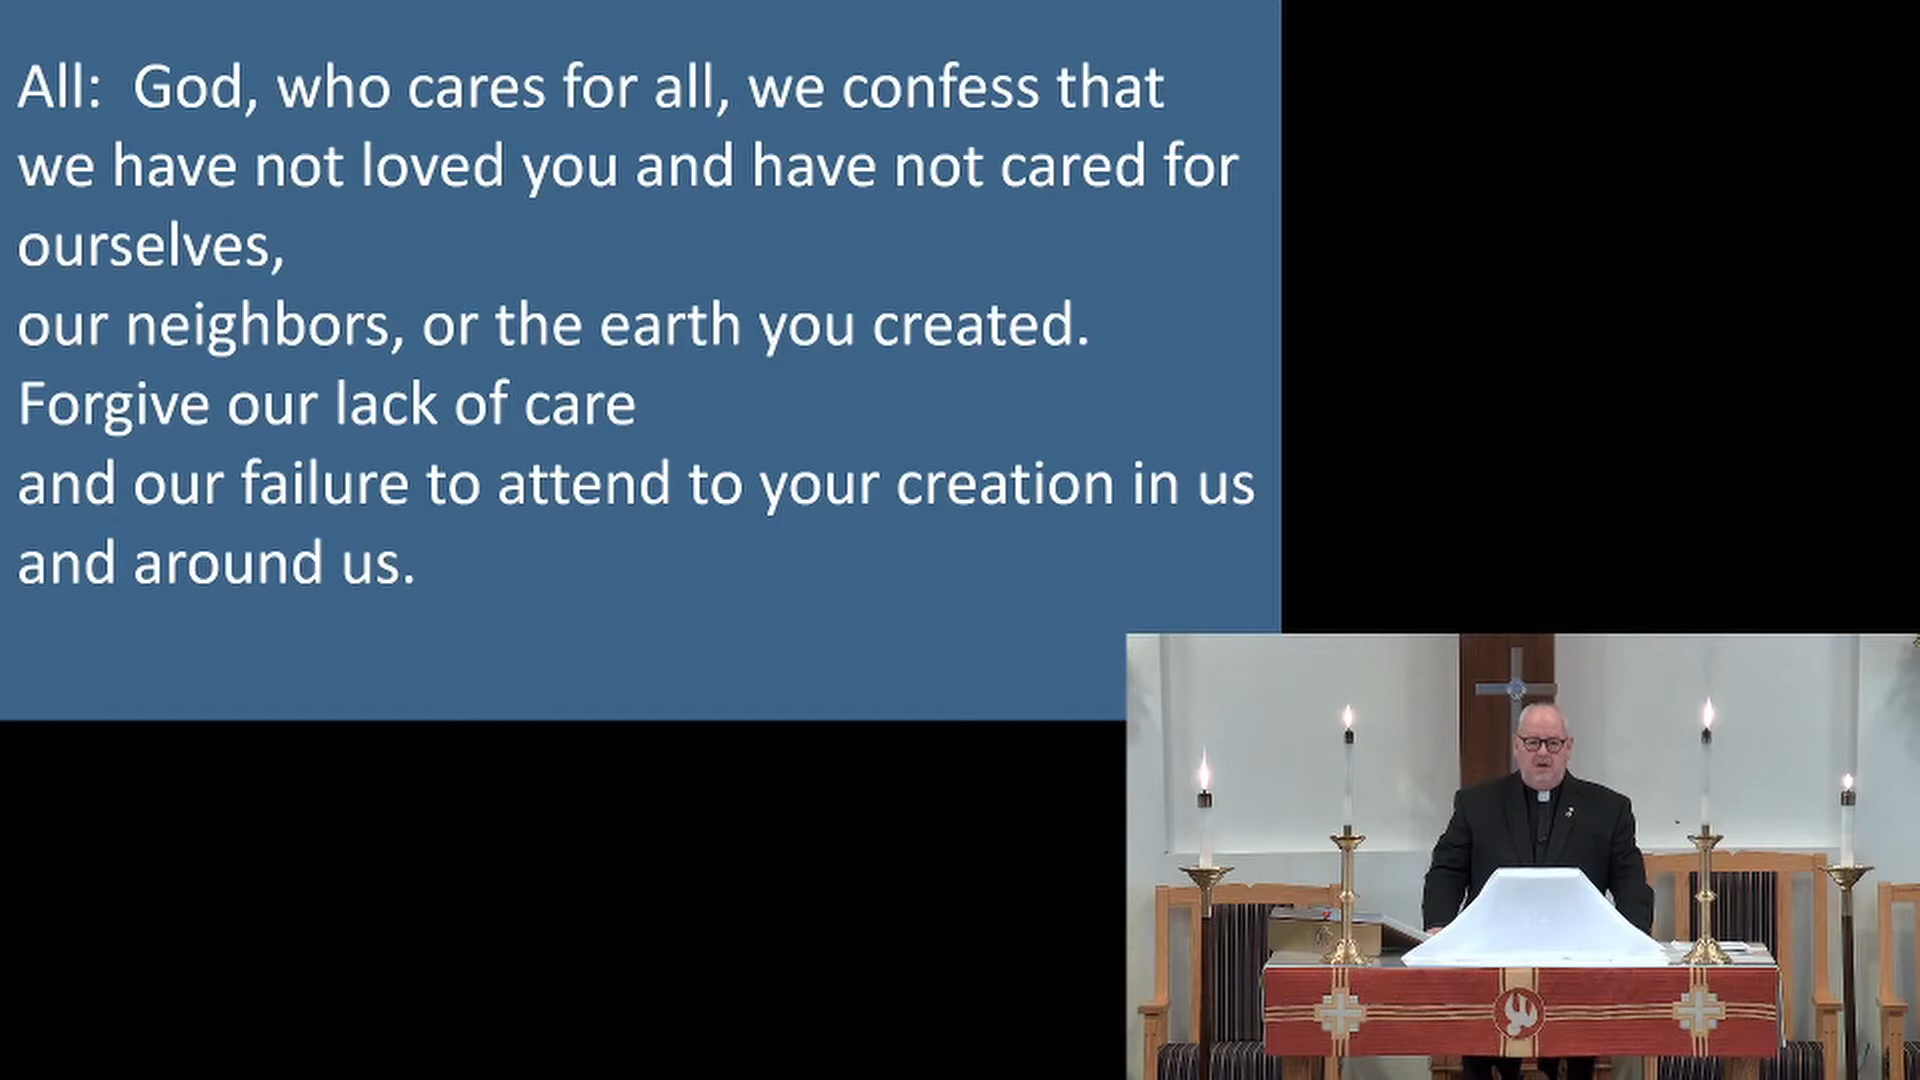 All:  God, who cares for all, we confess that
we have not loved you and have not cared for
ourselves,
our neighbors, or the earth you created.
Forgive our lack of care
and our failure to attend to your creation in us
and around us.